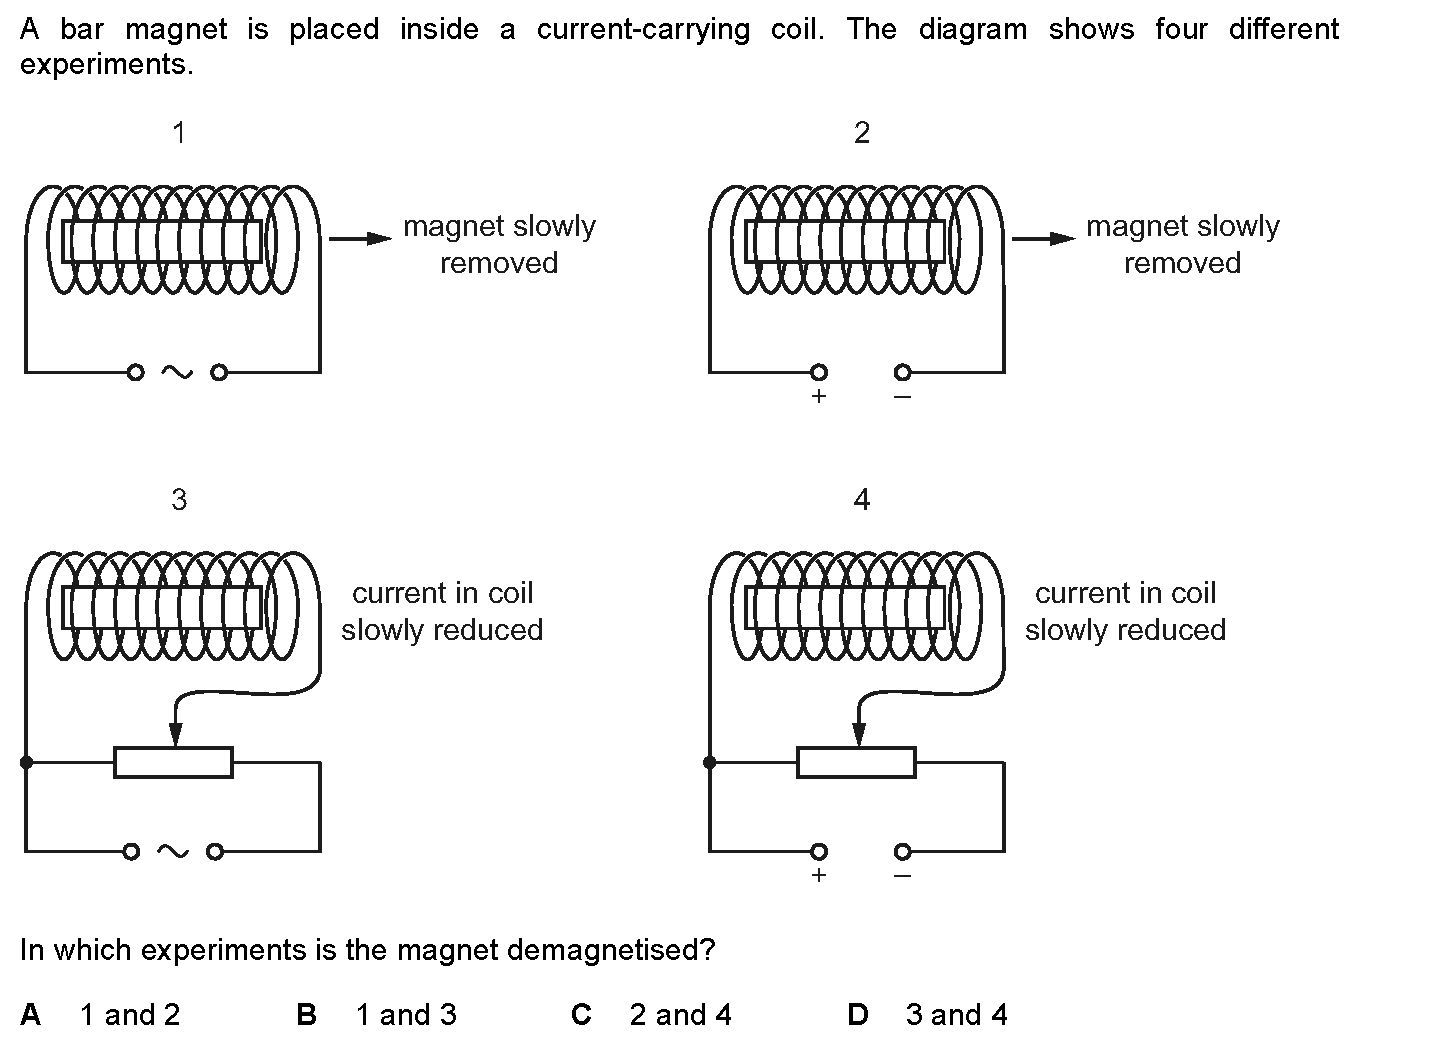 A bar magnet is placed inside a current-carrying coil. The diagram shows four different
experiments.
1
2
magnet slowly
removed
magnet slowly
removed
+
–
3
4
current in coil
slowly reduced
current in coil
slowly reduced
+
–
In which experiments is the magnet demagnetised?
A 1 and 2 B 1 and 3 C 2 and 4 D 3 and 4